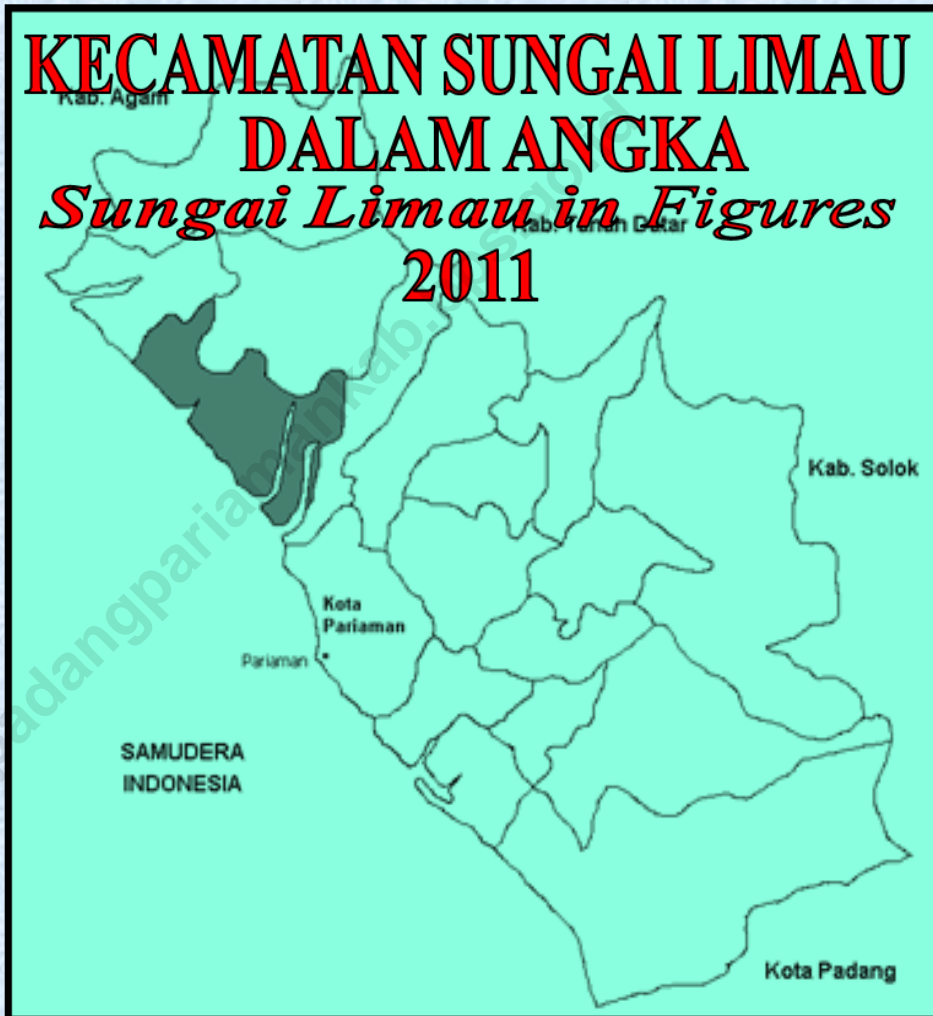 KECAMATAN SUNGAI LIMAU
Kab. Agam
DALAM ANGKA
Sungai Limau in Figures
Kab. Tanah Datar
2011
Kab. Solok
Kota
Pariaman
Pariaman
SAMUDERA
INDONESIA
Kota Padang